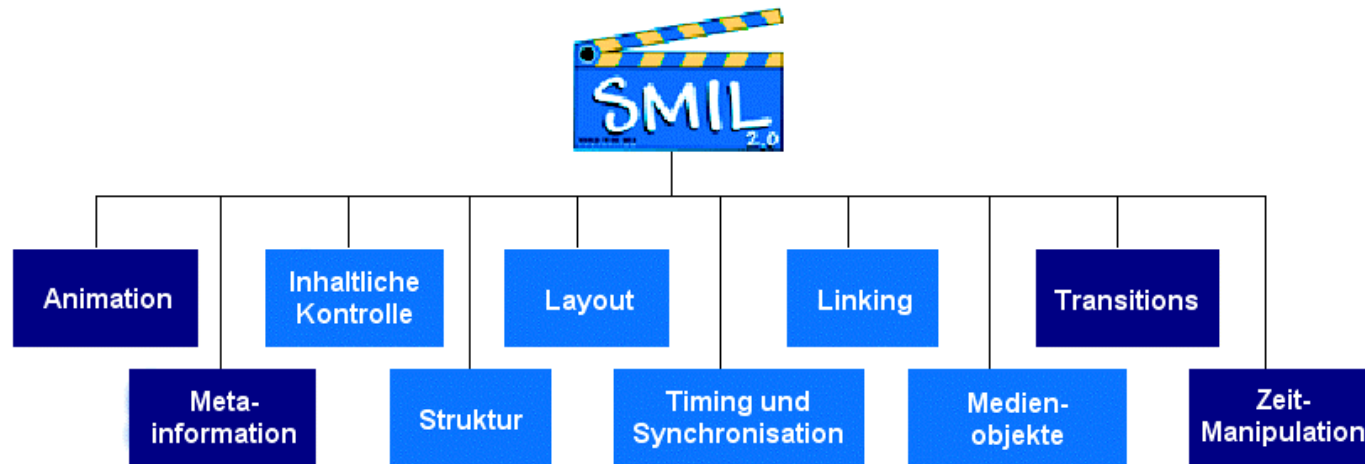 SMIL
2.0
Animation
Inhaltliche
Kontrolle
Layout
Linking
Transitions
Meta-
information
Struktur
Timing und
Synchronisation
Medien-
objekte
Zeit-
Manipulation